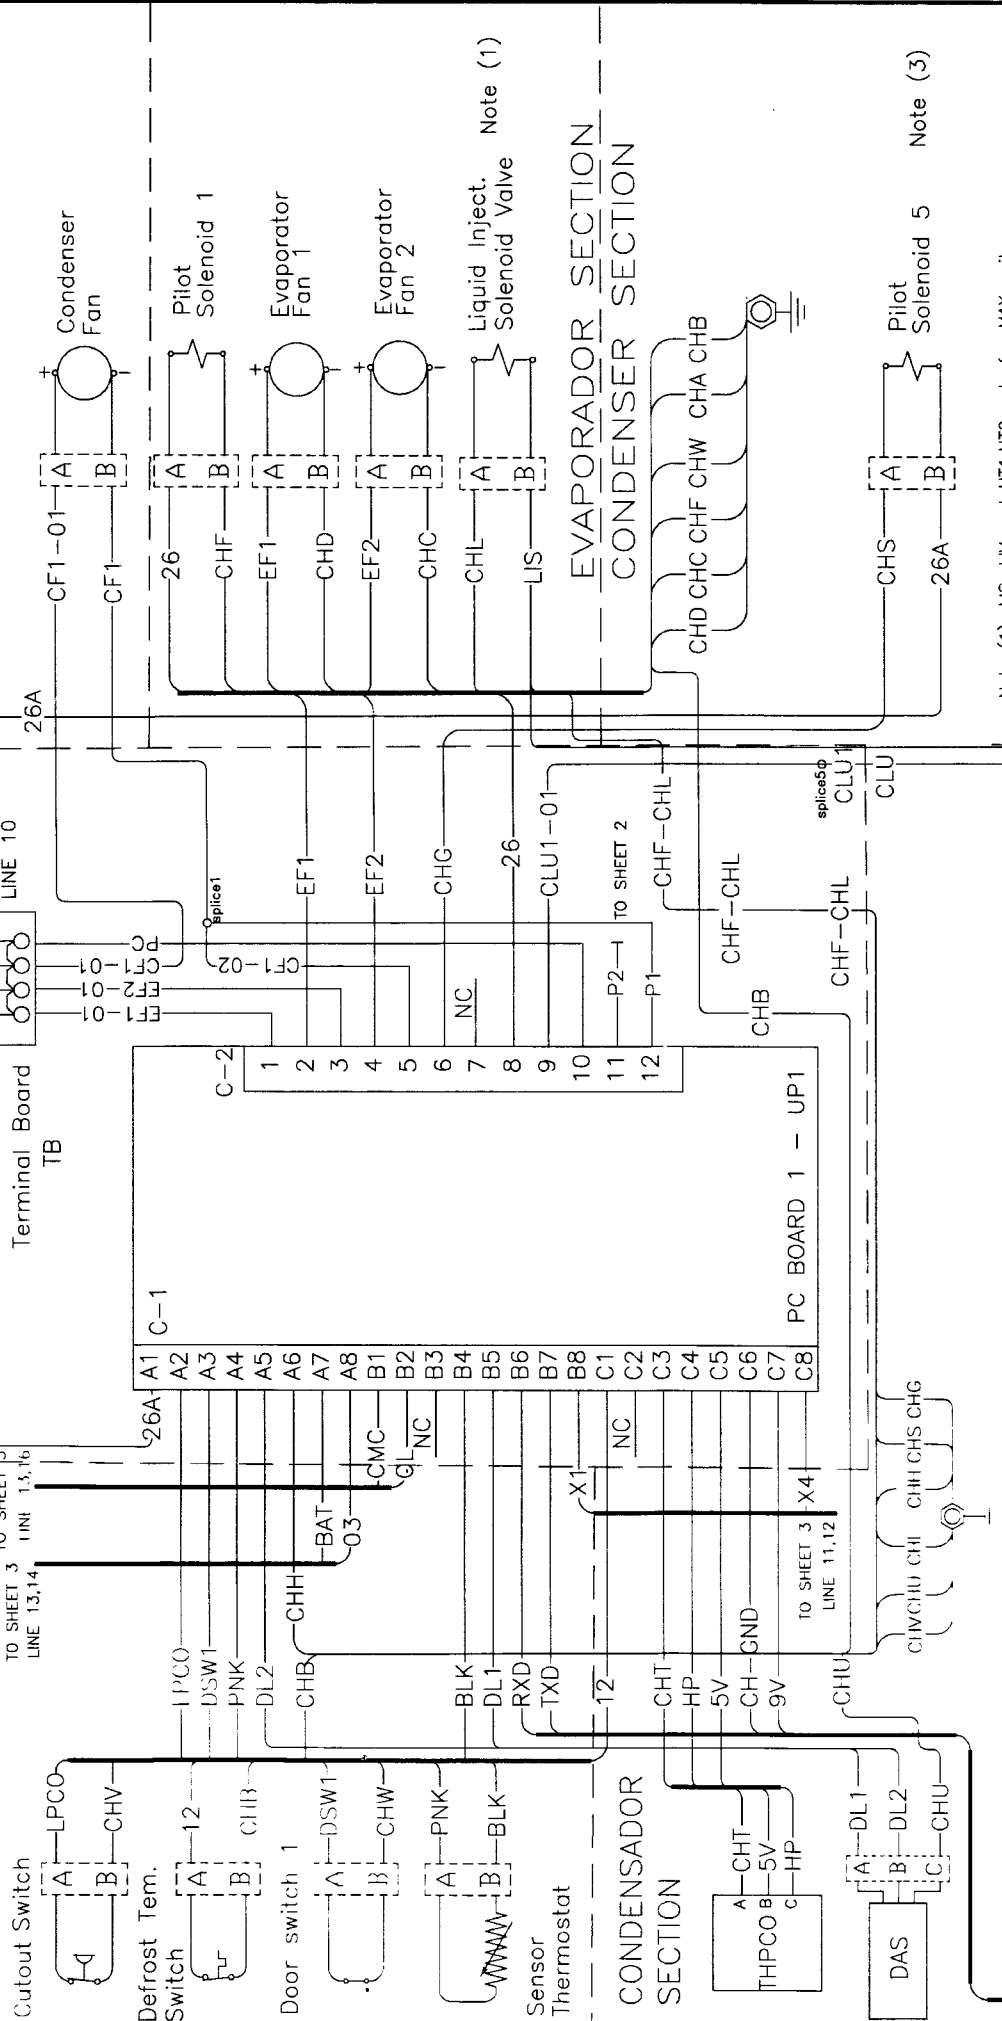 Condenser
Fan
Pilot
Solenoid 1
Evaporator
Fan 1
Evaporator
Fan 2
Liquid Inject.
Solenoid Valve
Note (1)
Pilot
Solenoid 5
Note (3)
A
B
A
B
A
B
A
B
A
B
A
B
CF1-01
CF1
26
CHF
EF1
CHD
EF2
CHC
CHL
LIS
CHS
26A
EVAPORADOR SECTION
CONDENSER SECTION
CHD
CHC
CHF
CHW
CHA
CHB
26A
LINE 10
Terminal Board
TB
EF1-01
EF2-01
CF1-01
PC
CF1-02
splice1
EF1
EF2
CHG
NC
26
CLU1-01
P2
TO SHEET 2
P1
CHF-CHL
CHF-CHL
CHF-CHL
CHB
splice5
CLU1
CLU
C-2
1
2
3
4
5
6
7
8
9
10
11
12
PC BOARD 1 - UP1
C-1
A1
A2
A3
A4
A5
A6
A7
A8
B1
B2
B3
B4
B5
B6
B7
B8
C1
C2
C3
C4
C5
C6
C7
C8
26A
CMC
NC
NC
TO SHEET 3
LINE 13,14
LINE 13,16
BAT
03
CHH
X1
X4
TO SHEET 3
LINE 11,12
CHV
CHU
CHI
CHH
CHS
CHG
LPCO
DSW1
PNK
DL2
CHB
BLK
DL1
RXD
TXD
12
CHT
HP
5V
CH-GND
9V
CHU
Cutout Switch
A
B
LPCO
CHV
Defrost Tem.
Switch
A
B
12
CHB
Door switch 1
A
B
DSW1
CHW
Sensor
Thermostat
A
B
PNK
BLK
CONDENSADOR
SECTION
THPCO
A
B
C
CHT
5V
HP
DAS
A
B
C
DL1
DL2
CHU